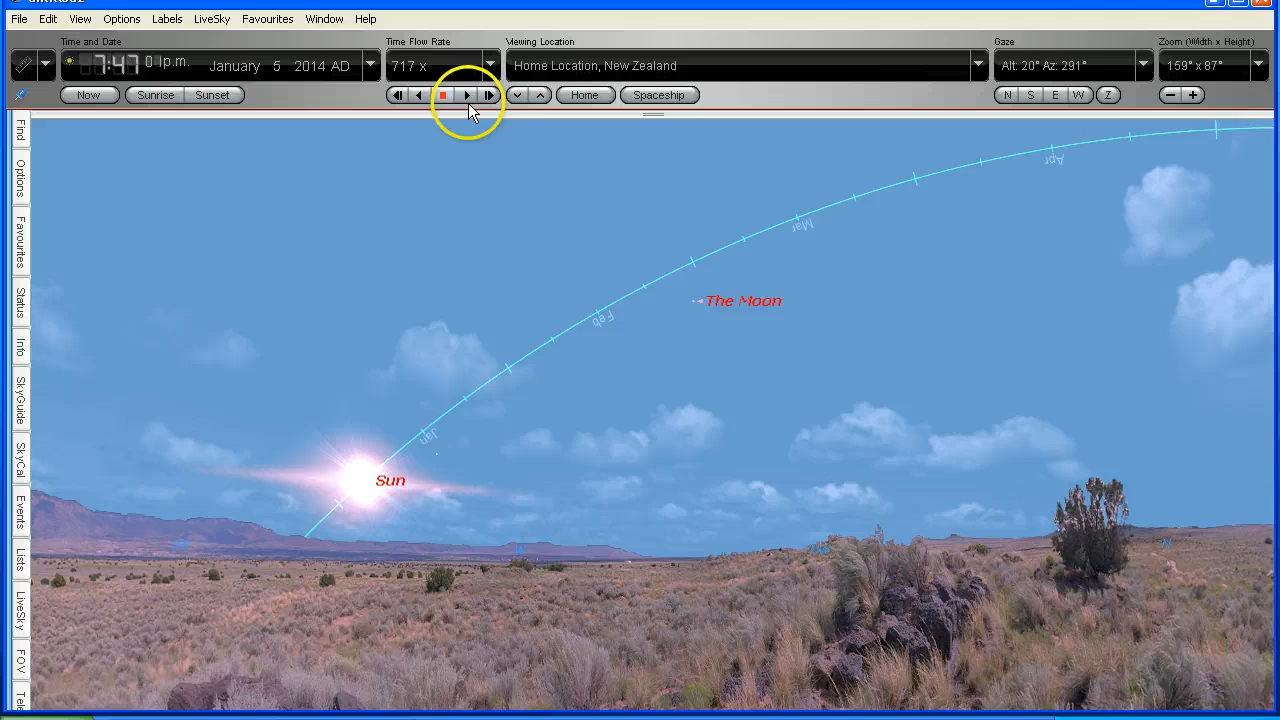 File Edit View Options Labels LiveSky Favourites Window Help
Time and Date Time Flow Rate Viewing Location Gaze Zoom (Width x Height)
7:47 p.m. January 5 2014 AD 717 x Home Location, New Zealand Alt: 20° Az: 291° 159° x 87°
Now Sunrise Sunset Home Spaceship N S E W Z
Find
Options
Favourites
Status
Info
SkyGuide
SkyCal
Events
Lists
LiveSky
FOV
Apr
Mar
The Moon
Feb
Jan
Sun